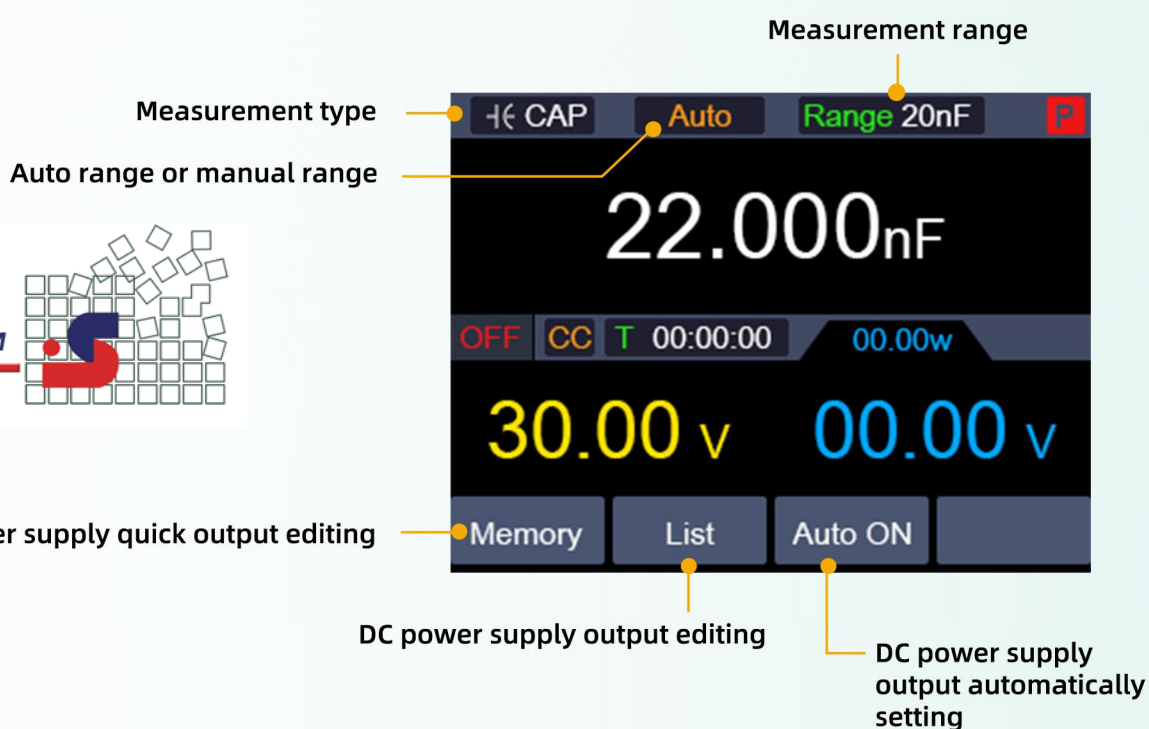 Measurement range
Measurement type
CAP Auto Range 20nF P
Auto range or manual range
22.000nF
OFF CC T 00:00:00 00.00w
30.00 V 00.00 V
supply quick output editing
Memory List Auto ON
DC power supply output editing
DC power supply
output automatically
setting